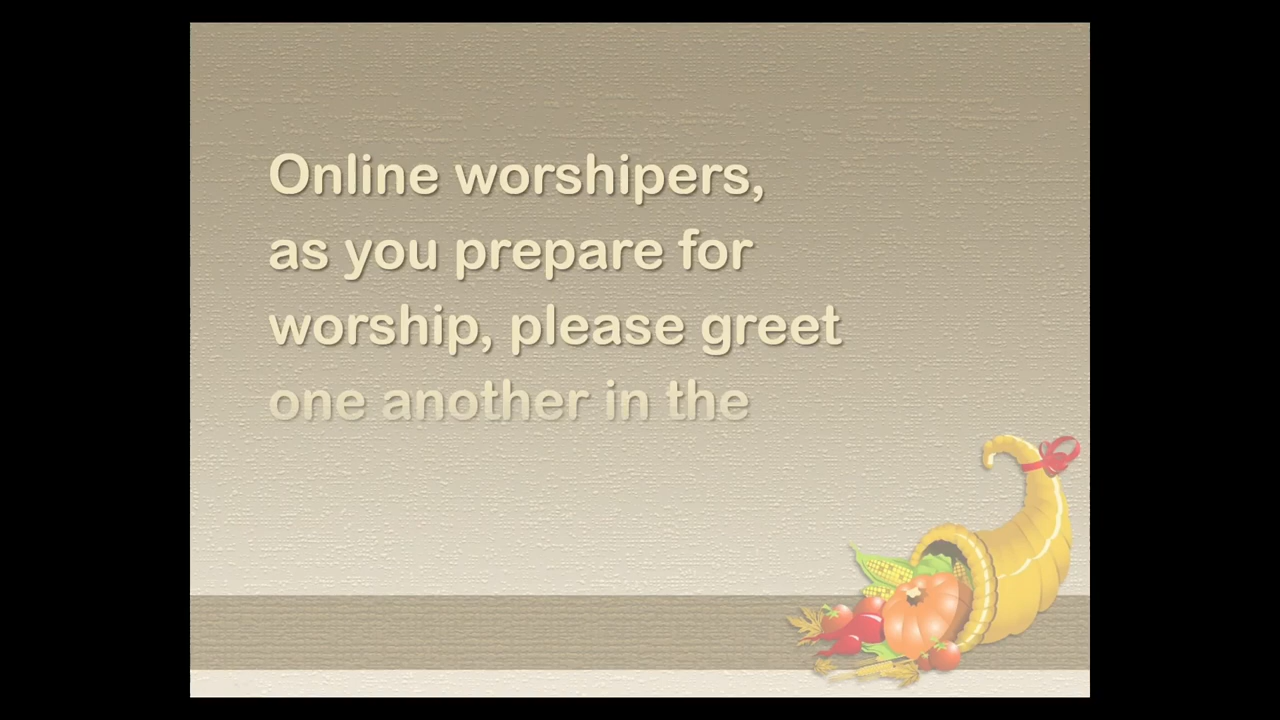 Online worshipers,
as you prepare for
worship, please greet
one another in the